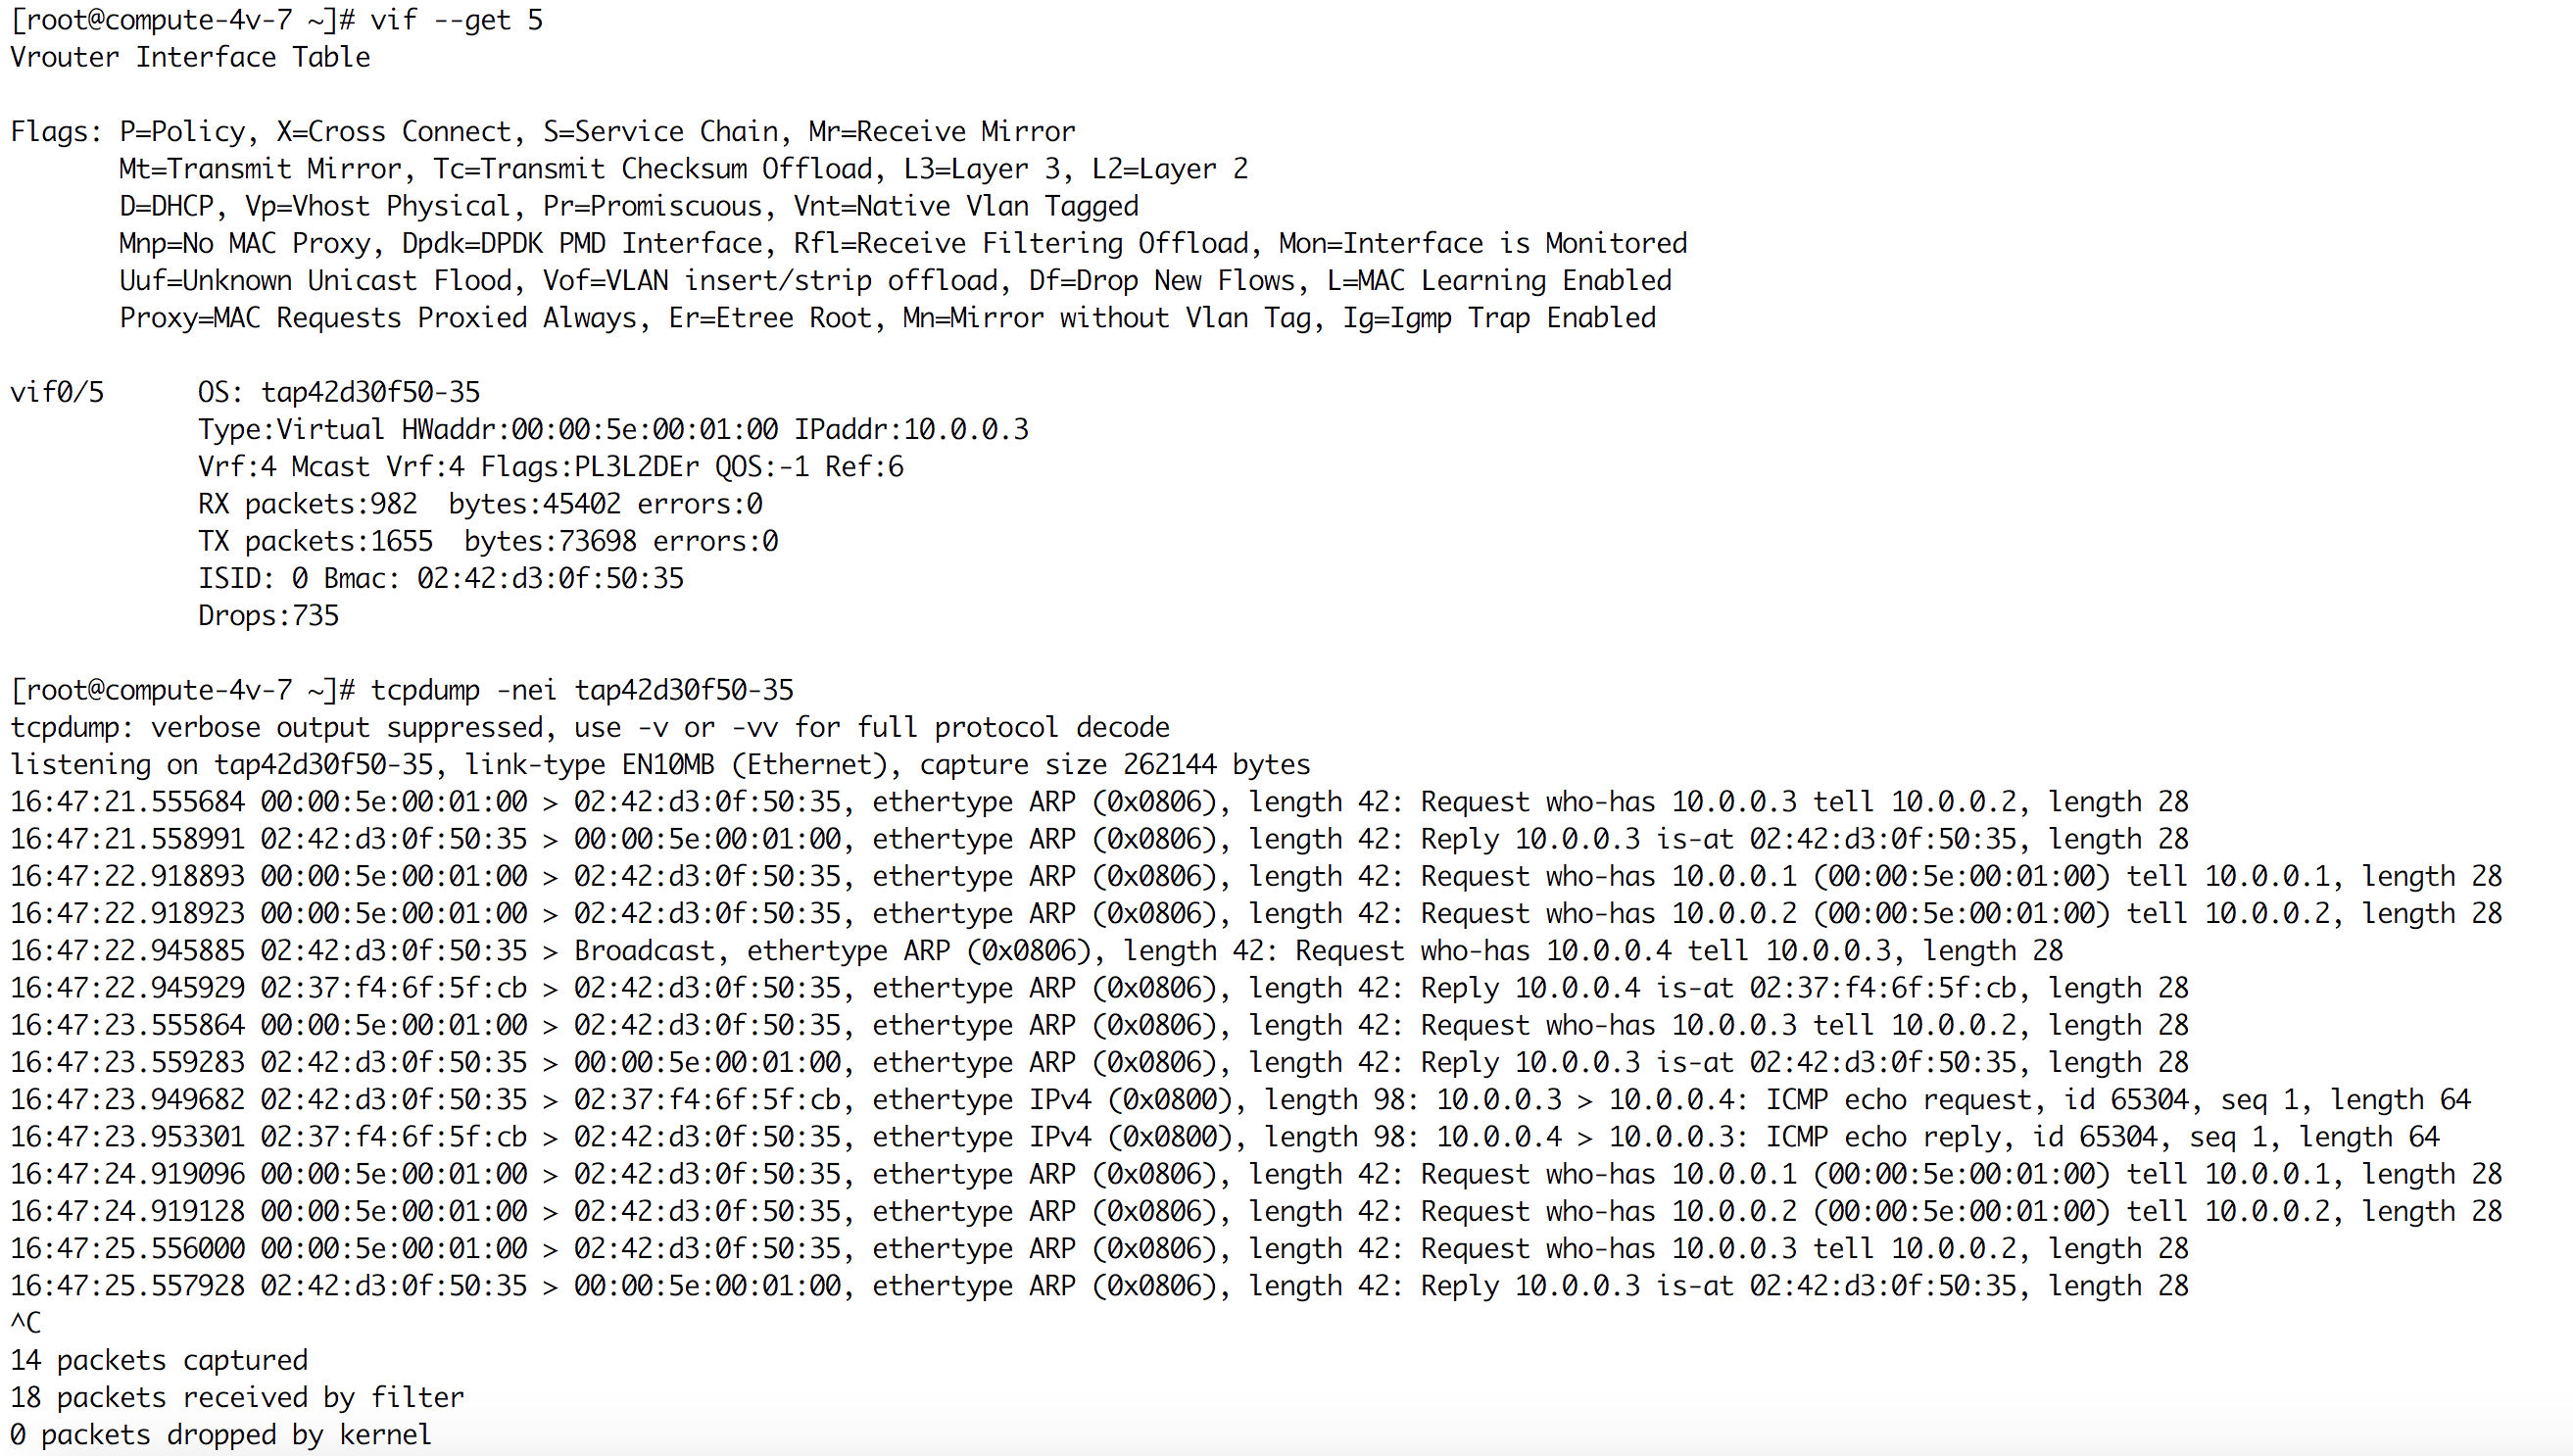 [root@compute-4v-7 ~]# vif --get 5
Vrouter Interface Table

Flags: P=Policy, X=Cross Connect, S=Service Chain, Mr=Receive Mirror
       Mt=Transmit Mirror, Tc=Transmit Checksum Offload, L3=Layer 3, L2=Layer 2
       D=DHCP, Vp=Vhost Physical, Pr=Promiscuous, Vnt=Native Vlan Tagged
       Mnp=No MAC Proxy, Dpdk=DPDK PMD Interface, Rfl=Receive Filtering Offload, Mon=Interface is Monitored
       Uuf=Unknown Unicast Flood, Vof=VLAN insert/strip offload, Df=Drop New Flows, L=MAC Learning Enabled
       Proxy=MAC Requests Proxied Always, Er=Etree Root, Mn=Mirror without Vlan Tag, Ig=Igmp Trap Enabled

vif0/5      OS: tap42d30f50-35
            Type:Virtual HWaddr:00:00:5e:00:01:00 IPaddr:10.0.0.3
            Vrf:4 Mcast Vrf:4 Flags:PL3L2DEr QOS:-1 Ref:6
            RX packets:982  bytes:45402 errors:0
            TX packets:1655  bytes:73698 errors:0
            ISID: 0 Bmac: 02:42:d3:0f:50:35
            Drops:735

[root@compute-4v-7 ~]# tcpdump -nei tap42d30f50-35
tcpdump: verbose output suppressed, use -v or -vv for full protocol decode
listening on tap42d30f50-35, link-type EN10MB (Ethernet), capture size 262144 bytes
16:47:21.555684 00:00:5e:00:01:00 > 02:42:d3:0f:50:35, ethertype ARP (0x0806), length 42: Request who-has 10.0.0.3 tell 10.0.0.2, length 28
16:47:21.558991 02:42:d3:0f:50:35 > 00:00:5e:00:01:00, ethertype ARP (0x0806), length 42: Reply 10.0.0.3 is-at 02:42:d3:0f:50:35, length 28
16:47:22.918893 00:00:5e:00:01:00 > 02:42:d3:0f:50:35, ethertype ARP (0x0806), length 42: Request who-has 10.0.0.1 (00:00:5e:00:01:00) tell 10.0.0.1, length 28
16:47:22.918923 00:00:5e:00:01:00 > 02:42:d3:0f:50:35, ethertype ARP (0x0806), length 42: Request who-has 10.0.0.2 (00:00:5e:00:01:00) tell 10.0.0.2, length 28
16:47:22.945885 02:42:d3:0f:50:35 > Broadcast, ethertype ARP (0x0806), length 42: Request who-has 10.0.0.4 tell 10.0.0.3, length 28
16:47:22.945929 02:37:f4:6f:5f:cb > 02:42:d3:0f:50:35, ethertype ARP (0x0806), length 42: Reply 10.0.0.4 is-at 02:37:f4:6f:5f:cb, length 28
16:47:23.555864 00:00:5e:00:01:00 > 02:42:d3:0f:50:35, ethertype ARP (0x0806), length 42: Request who-has 10.0.0.3 tell 10.0.0.2, length 28
16:47:23.559283 02:42:d3:0f:50:35 > 00:00:5e:00:01:00, ethertype ARP (0x0806), length 42: Reply 10.0.0.3 is-at 02:42:d3:0f:50:35, length 28
16:47:23.949682 02:42:d3:0f:50:35 > 02:37:f4:6f:5f:cb, ethertype IPv4 (0x0800), length 98: 10.0.0.3 > 10.0.0.4: ICMP echo request, id 65304, seq 1, length 64
16:47:23.953301 02:37:f4:6f:5f:cb > 02:42:d3:0f:50:35, ethertype IPv4 (0x0800), length 98: 10.0.0.4 > 10.0.0.3: ICMP echo reply, id 65304, seq 1, length 64
16:47:24.919096 00:00:5e:00:01:00 > 02:42:d3:0f:50:35, ethertype ARP (0x0806), length 42: Request who-has 10.0.0.1 (00:00:5e:00:01:00) tell 10.0.0.1, length 28
16:47:24.919128 00:00:5e:00:01:00 > 02:42:d3:0f:50:35, ethertype ARP (0x0806), length 42: Request who-has 10.0.0.2 (00:00:5e:00:01:00) tell 10.0.0.2, length 28
16:47:25.556000 00:00:5e:00:01:00 > 02:42:d3:0f:50:35, ethertype ARP (0x0806), length 42: Request who-has 10.0.0.3 tell 10.0.0.2, length 28
16:47:25.557928 02:42:d3:0f:50:35 > 00:00:5e:00:01:00, ethertype ARP (0x0806), length 42: Reply 10.0.0.3 is-at 02:42:d3:0f:50:35, length 28
^C
14 packets captured
18 packets received by filter
0 packets dropped by kernel